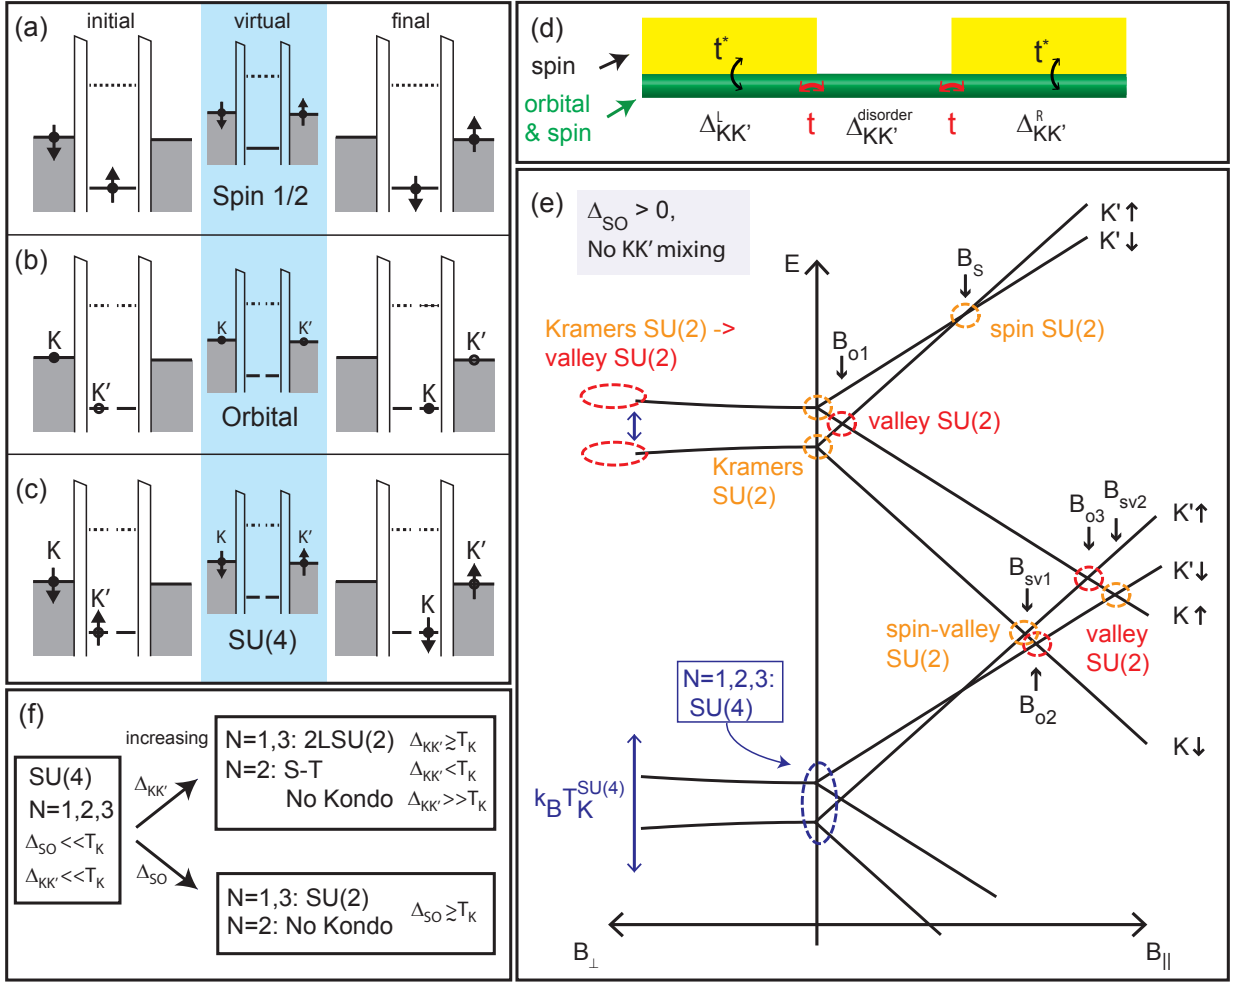 (a)
initial
virtual
final
Spin 1/2
(b)
K
K′
K′
K
K′
K
K′
Orbital
(c)
K
K′
K
K′
K
K′
SU(4)
(d)
spin
orbital
& spin
t*
t*
Δ_KK'^L
t
Δ_KK'^disorder
t
Δ_KK'^R
(e)
Δ_SO > 0,
No KK′ mixing
E
Kramers SU(2) ->
valley SU(2)
B_o1
B_S
K'↑
K'↓
spin SU(2)
valley SU(2)
Kramers
SU(2)
B_o3
B_sv2
B_sv1
K'↑
K'↓
K↑
spin-valley
SU(2)
valley
SU(2)
B_o2
K↓
N=1,2,3:
SU(4)
k_B T_K^SU(4)
B_⊥
B_||
(f)
SU(4)
N=1,2,3
Δ_SO <<T_K
Δ_KK' <<T_K
increasing
Δ_KK'
Δ_SO
N=1,3: 2LSU(2) Δ_KK' ≳T_K
N=2: S-T Δ_KK' <T_K
No Kondo Δ_KK' >>T_K
N=1,3: SU(2)
N=2: No Kondo Δ_SO ≳T_K